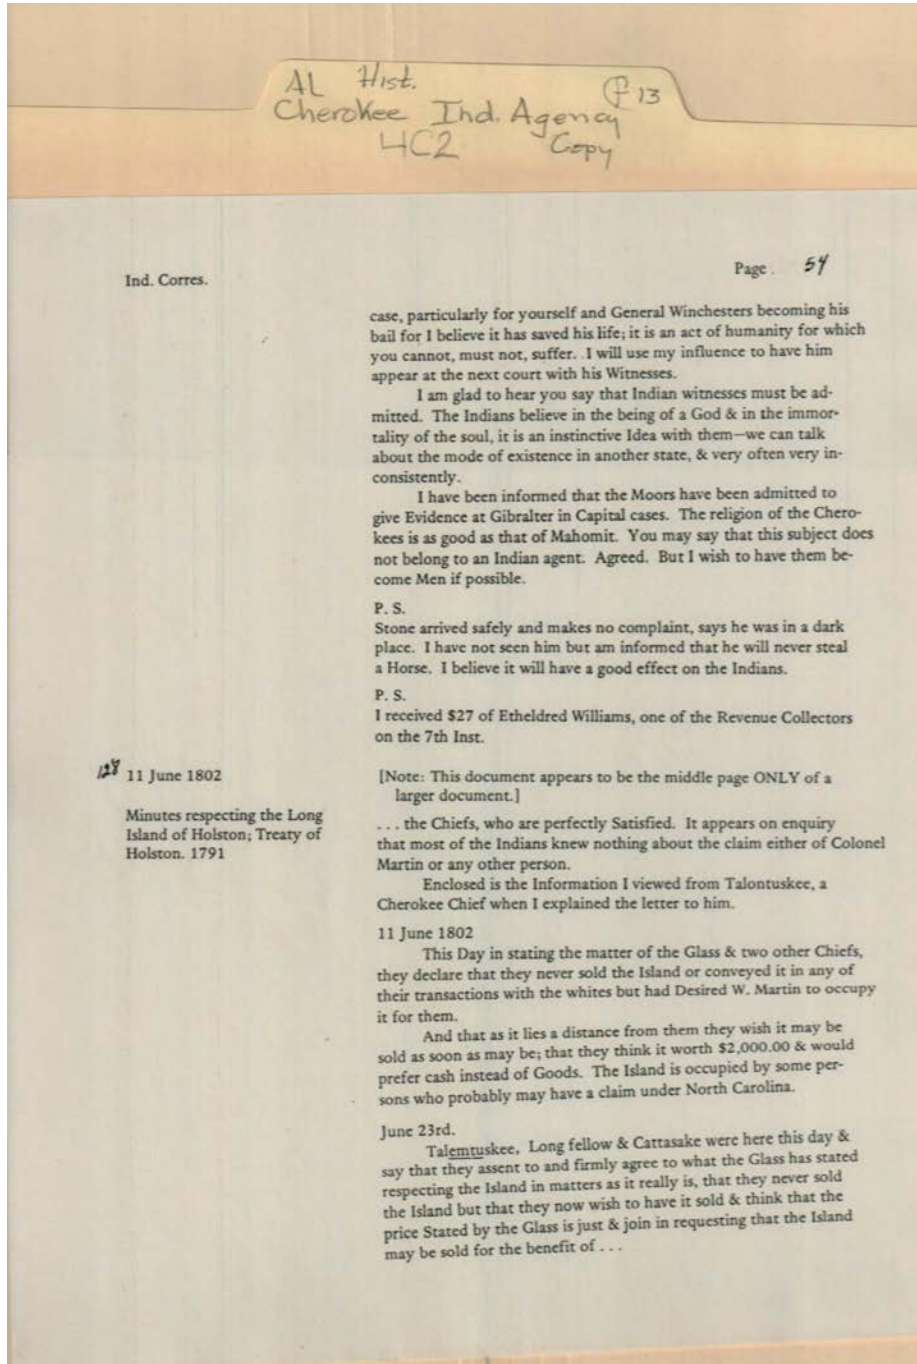 AL Hist. F 13
Cherokee Ind. Agency
4C2 Copy
Ind. Corres.
Page . 54
case, particularly for yourself and General Winchesters becoming his
bail for I believe it has saved his life; it is an act of humanity for which
you cannot, must not, suffer. I will use my influence to have him
appear at the next court with his Witnesses.
I am glad to hear you say that Indian witnesses must be ad-
mitted. The Indians believe in the being of a God & in the immor-
tality of the soul, it is an instinctive Idea with them—we can talk
about the mode of existence in another state, & very often very in-
consistently.
I have been informed that the Moors have been admitted to
give Evidence at Gibralter in Capital cases. The religion of the Chero-
kees is as good as that of Mahomit. You may say that this subject does
not belong to an Indian agent. Agreed. But I wish to have them be-
come Men if possible.
P. S.
Stone arrived safely and makes no complaint, says he was in a dark
place. I have not seen him but am informed that he will never steal
a Horse. I believe it will have a good effect on the Indians.
P. S.
I received $27 of Etheldred Williams, one of the Revenue Collectors
on the 7th Inst.
128 11 June 1802
Minutes respecting the Long
Island of Holston; Treaty of
Holston. 1791
[Note: This document appears to be the middle page ONLY of a
larger document.]
. . . the Chiefs, who are perfectly Satisfied. It appears on enquiry
that most of the Indians knew nothing about the claim either of Colonel
Martin or any other person.
Enclosed is the Information I viewed from Talontuskee, a
Cherokee Chief when I explained the letter to him.
11 June 1802
This Day in stating the matter of the Glass & two other Chiefs,
they declare that they never sold the Island or conveyed it in any of
their transactions with the whites but had Desired W. Martin to occupy
it for them.
And that as it lies a distance from them they wish it may be
sold as soon as may be; that they think it worth $2,000.00 & would
prefer cash instead of Goods. The Island is occupied by some per-
sons who probably may have a claim under North Carolina.
June 23rd.
Talemtuskee, Long fellow & Cattasake were here this day &
say that they assent to and firmly agree to what the Glass has stated
respecting the Island in matters as it really is, that they never sold
the Island but that they now wish to have it sold & think that the
price Stated by the Glass is just & join in requesting that the Island
may be sold for the benefit of . . .